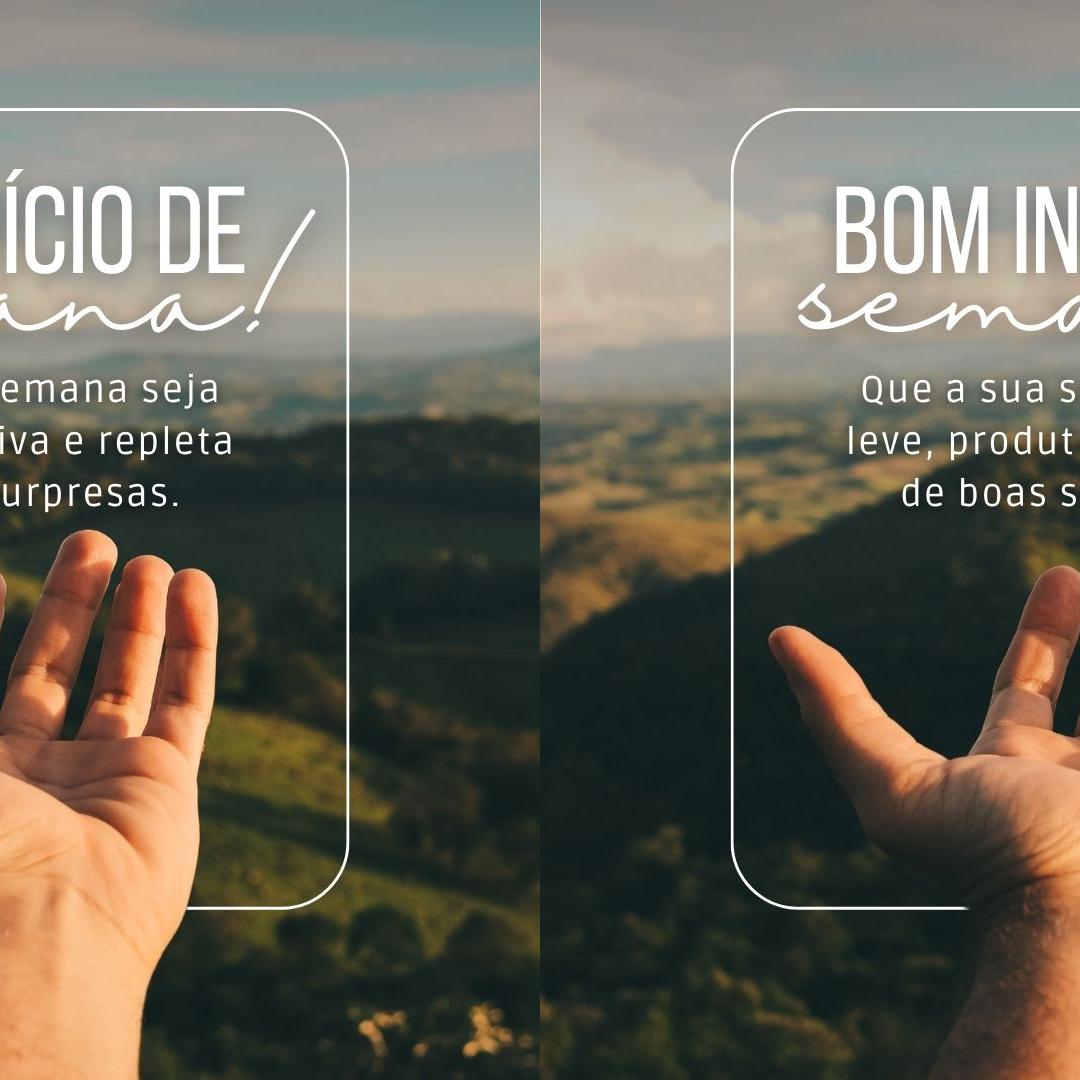 ÍCIO DE
ana!
emana seja
iva e repleta
urpresas.
BOM IN
sema
Que a sua s
leve, produt
de boas s